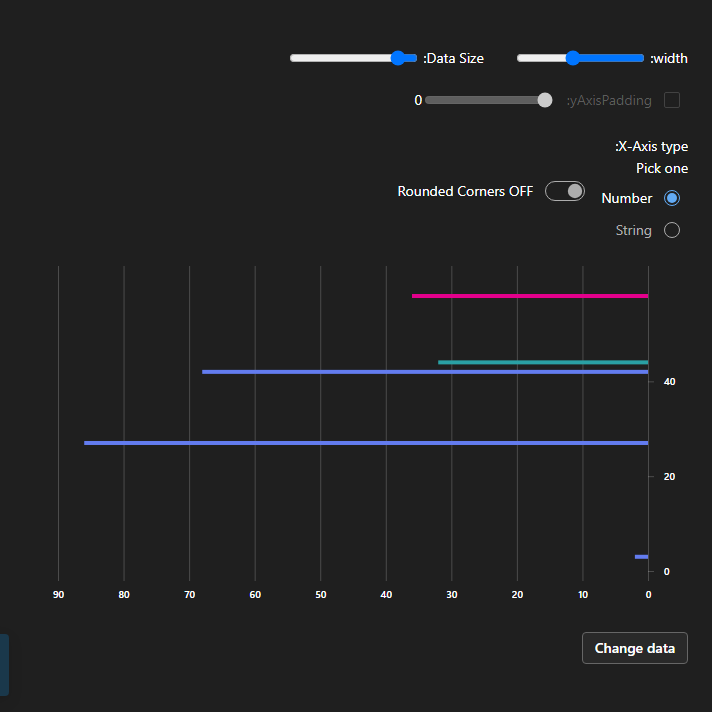 :width
:Data Size
:yAxisPadding
0
:X-Axis type
Pick one
Number
String
Rounded Corners OFF
40
20
0
90 80 70 60 50 40 30 20 10 0
Change data